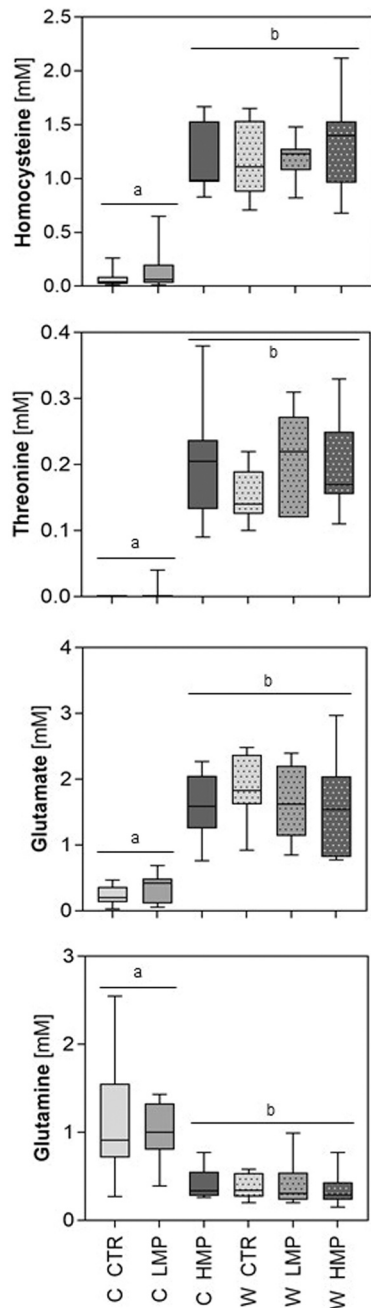 Homocysteine [mM]
2.5
2.0
1.5
1.0
0.5
0.0
a
b
Threonine [mM]
0.4
0.3
0.2
0.1
0.0
a
b
Glutamate [mM]
4
3
2
1
0
a
b
Glutamine [mM]
3
2
1
0
a
b
C CTR
C LMP
C HMP
W CTR
W LMP
W HMP